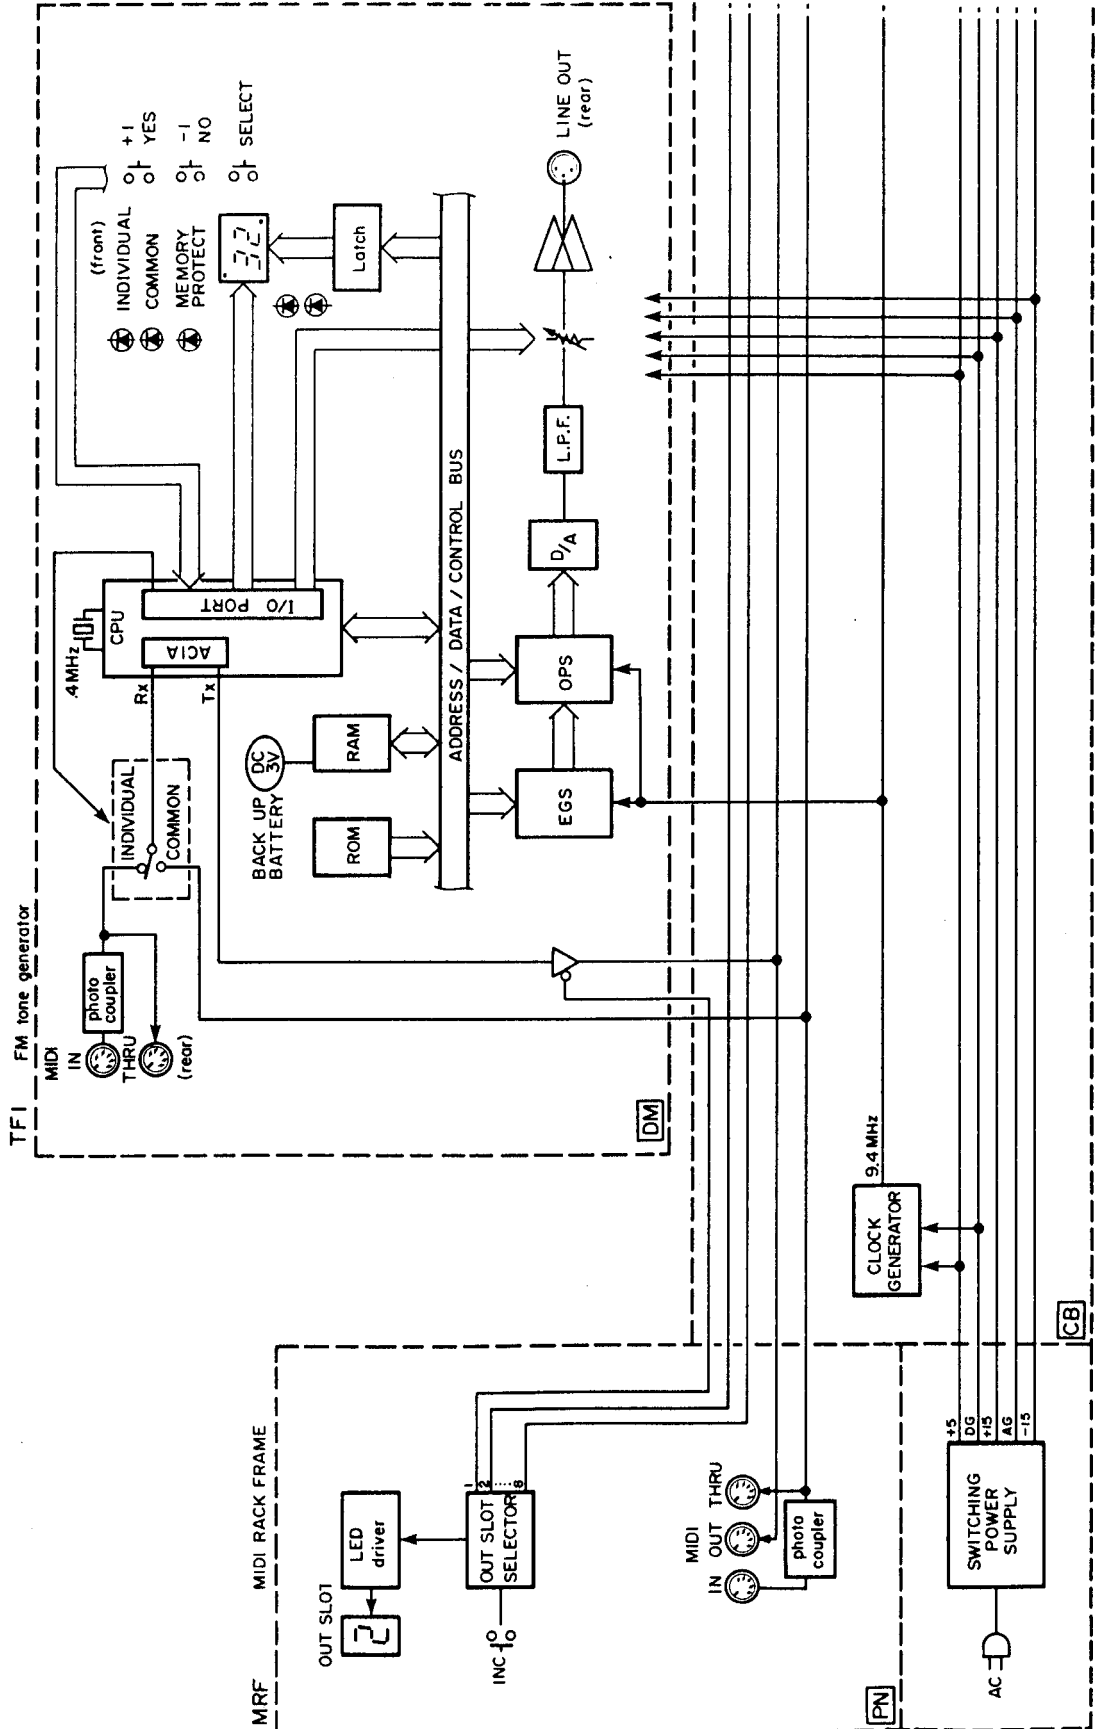 TF1
FM tone generator
MIDI
IN
THRU
(rear)
photo
coupler
INDIVIDUAL
COMMON
Rx
Tx
4MHz
CPU
ACIA
I/O PORT
(front)
INDIVIDUAL
COMMON
MEMORY
PROTECT
+1
YES
-1
NO
SELECT
32.
Latch
BACK UP
BATTERY
DC
3V
ROM
RAM
ADDRESS / DATA / CONTROL BUS
EGS
OPS
D/A
L.P.F.
LINE OUT
(rear)
DM
MRF
MIDI RACK FRAME
OUT SLOT
2
LED
driver
INC
OUT SLOT
SELECTOR
1
2
8
MIDI
IN
OUT
THRU
photo
coupler
PN
CLOCK
GENERATOR
9.4MHz
CB
AC
SWITCHING
POWER
SUPPLY
+5
DG
+15
AG
-15